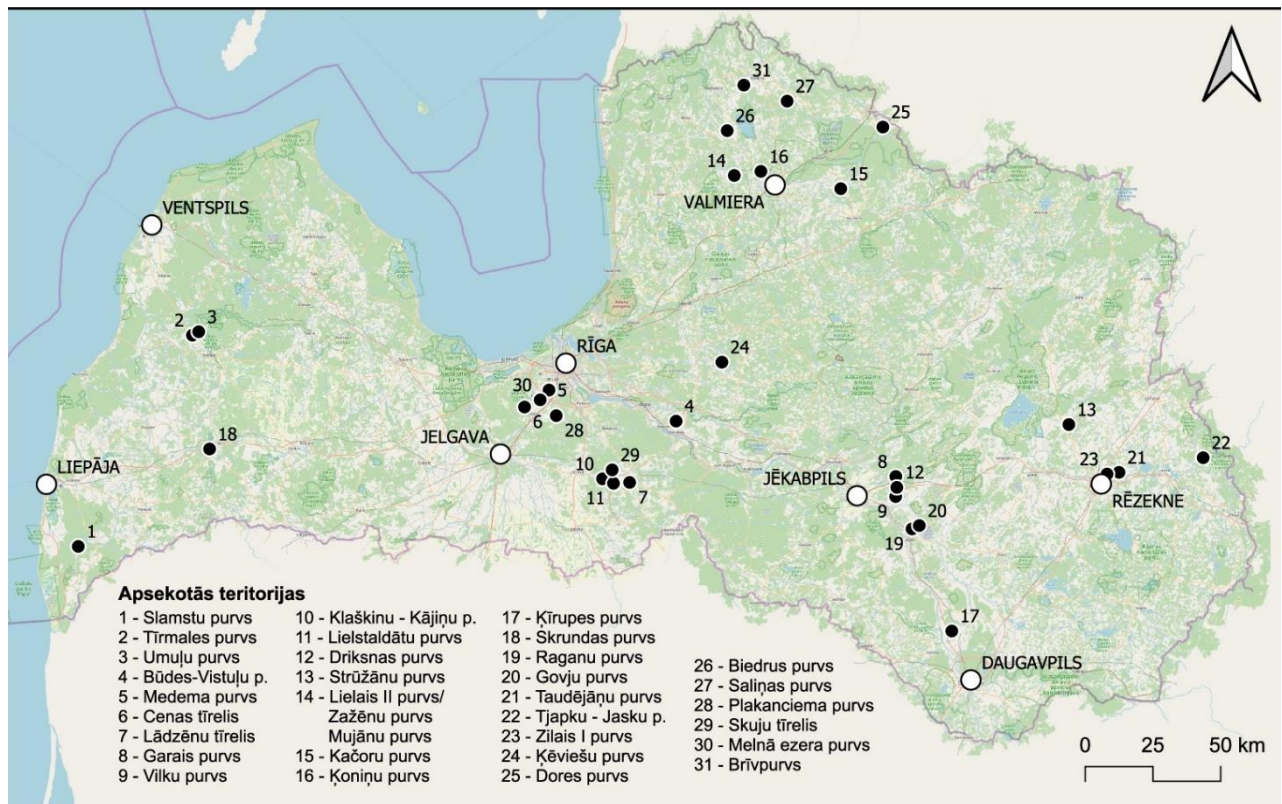 31
27
25
26
14
16
15
VALMIERA
VENTSPILS
2
3
RĪGA
24
30
5
6
28
4
13
18
JELGAVA
29
10
11
7
8
12
9
JĒKABPILS
22
23
21
RĒZEKNE
LIEPĀJA
1
20
19
17
DAUGAVPILS
Apsekotās teritorijas
1 - Slamstu purvs
2 - Tīrmales purvs
3 - Umuļu purvs
4 - Būdes-Vistuļu p.
5 - Medema purvs
6 - Cenas tīrelis
7 - Lādzēnu tīrelis
8 - Garais purvs
9 - Vilku purvs
10 - Klaškinu - Kājiņu p.
11 - Lielstaldātu purvs
12 - Driksnas purvs
13 - Strūžānu purvs
14 - Lielais II purvs/
Zažēnu purvs
Mujānu purvs
15 - Kačoru purvs
16 - Ķoniņu purvs
17 - Ķīrupes purvs
18 - Skrundas purvs
19 - Raganu purvs
20 - Govju purvs
21 - Taudējāņu purvs
22 - Tjapku - Jasku p.
23 - Zilais I purvs
24 - Ķēviešu purvs
25 - Dores purvs
26 - Biedrus purvs
27 - Saliņas purvs
28 - Plakanciema purvs
29 - Skuju tīrelis
30 - Melnā ezera purvs
31 - Brīvpurvs
0 25 50 km